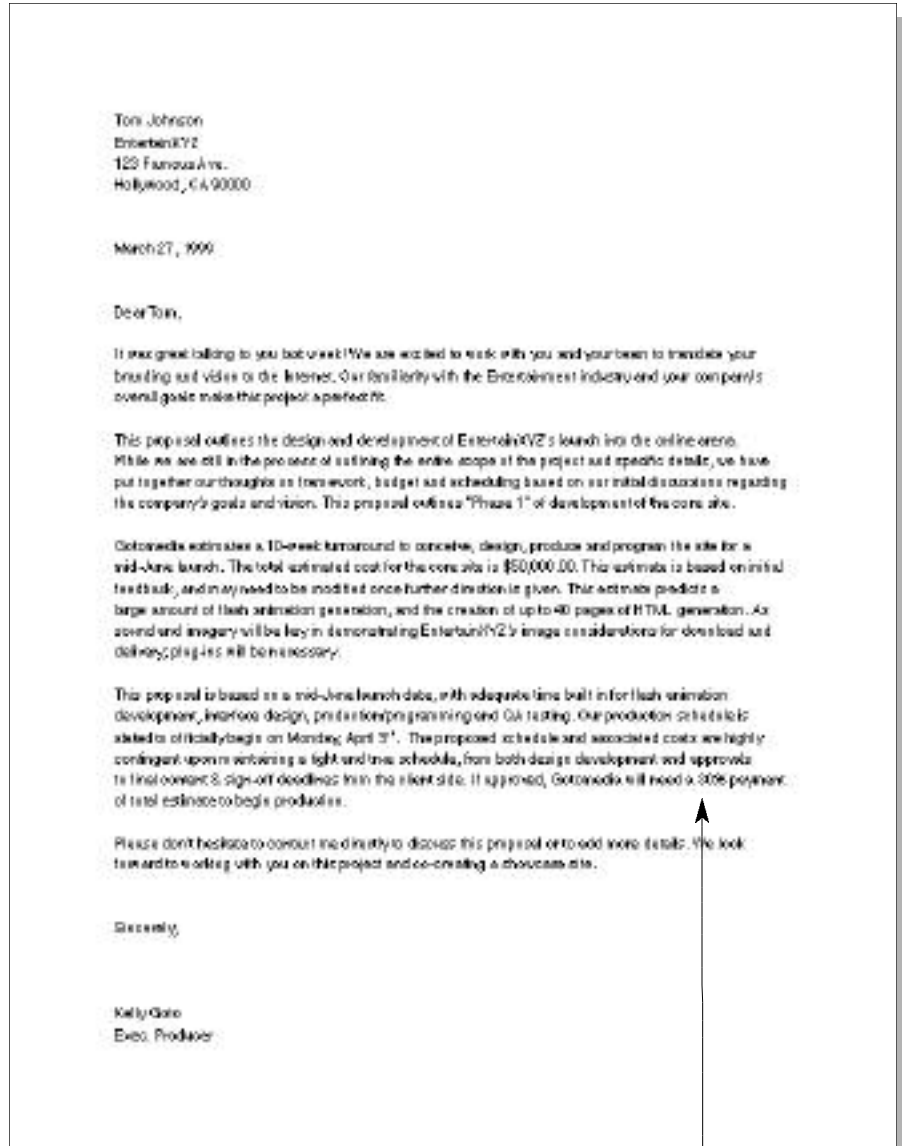 Tom Johnson
EntertainXYZ
123 Famous Ave.
Hollywood, CA 90000
March 27, 1999
Dear Tom,
It was great talking to you last week! We are excited to work with you and your team to translate your
branding and vision to the Internet. Our familiarity with the Entertainment industry and your company's
overall goals make this project a perfect fit.
This proposal outlines the design and development of EntertainXYZ's launch into the online arena.
While we are still in the process of outlining the entire scope of the project and specific details, we have
put together our thoughts on framework, budget and scheduling based on our initial discussions regarding
the company's goals and vision. This proposal outlines "Phase 1" of development of the core site.
Gotomedia estimates a 10-week turnaround to conceive, design, produce and program the site for a
mid-June launch. The total estimated cost for the core site is $50,000.00. This estimate is based on initial
feedback, and may need to be modified once further direction is given. This estimate predicts a
large amount of flash animation generation, and the creation of up to 40 pages of HTML generation. As
sound and imagery will be key in demonstrating EntertainXYZ's image considerations for download and
delivery; plug-ins will be necessary.
This proposal is based on a mid-June launch date, with adequate time built in for flash animation
development, interface design, production/programming and QA testing. Our production schedule is
slated to officially begin on Monday, April The proposed schedule and associated costs are highly
contingent upon maintaining a tight and true schedule, from both design development and approvals
to final content & sign-off deadlines from the client side. If approved, Gotomedia will need a 30% payment
of total estimate to begin production.
Please don't hesitate to contact me directly to discuss this proposal or to add more details. We look
forward to working with you on this project and co-creating a showcase site.
Sincerely,
Kelly Goto
Exec. Producer